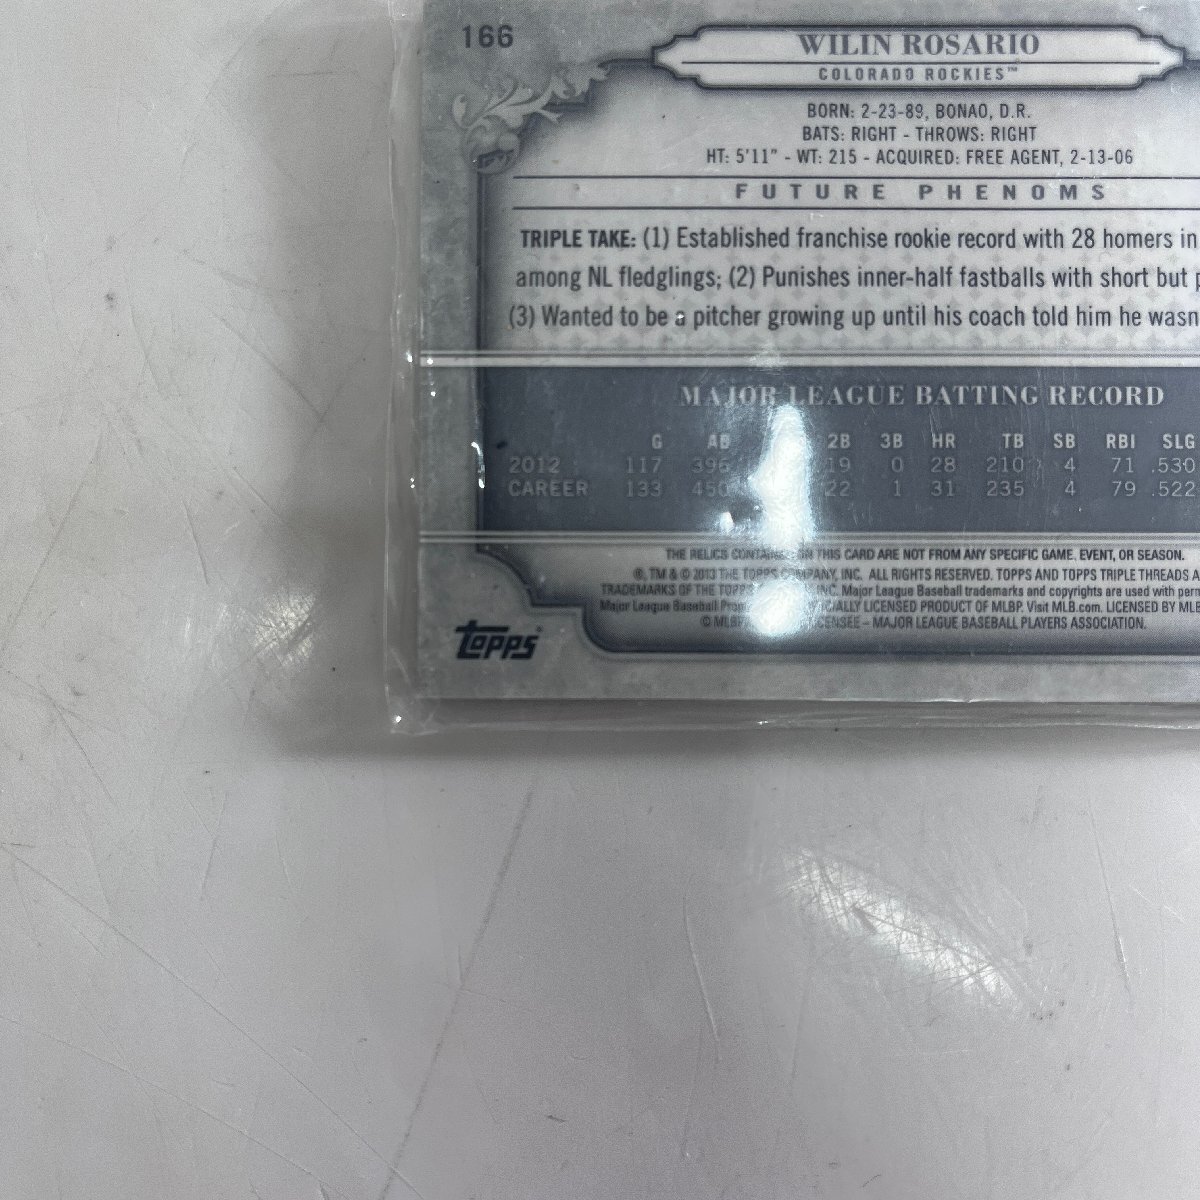 166
WILIN ROSARIO
COLORADO ROCKIES™
BORN: 2-23-89, BONAO, D.R.
BATS: RIGHT - THROWS: RIGHT
HT: 5'11" - WT: 215 - ACQUIRED: FREE AGENT, 2-13-06
FUTURE PHENOMS
TRIPLE TAKE: (1) Established franchise rookie record with 28 homers in
among NL fledglings; (2) Punishes inner-half fastballs with short but
(3) Wanted to be a pitcher growing up until his coach told him he
MAJOR LEAGUE BATTING RECORD
G AB 2B 3B HR TB SB RBI SLG
2012 117 396 19 0 28 210 4 71 .530
CAREER 133 450 22 1 31 235 4 79 .522
THE RELICS CONTAINED ON THIS CARD ARE NOT FROM ANY SPECIFIC GAME, EVENT, OR SEASON.
®, TM & © 2013 THE TOPPS COMPANY, INC. ALL RIGHTS RESERVED. TOPPS AND TOPPS TRIPLE THREADS
TRADEMARKS OF THE TOPPS INC. Major League Baseball trademarks and copyrights are used with
Major League Baseball LICENSED PRODUCT OF MLBP. Visit MLB.com. LICENSED BY
© – MAJOR LEAGUE BASEBALL PLAYERS ASSOCIATION.
topps®